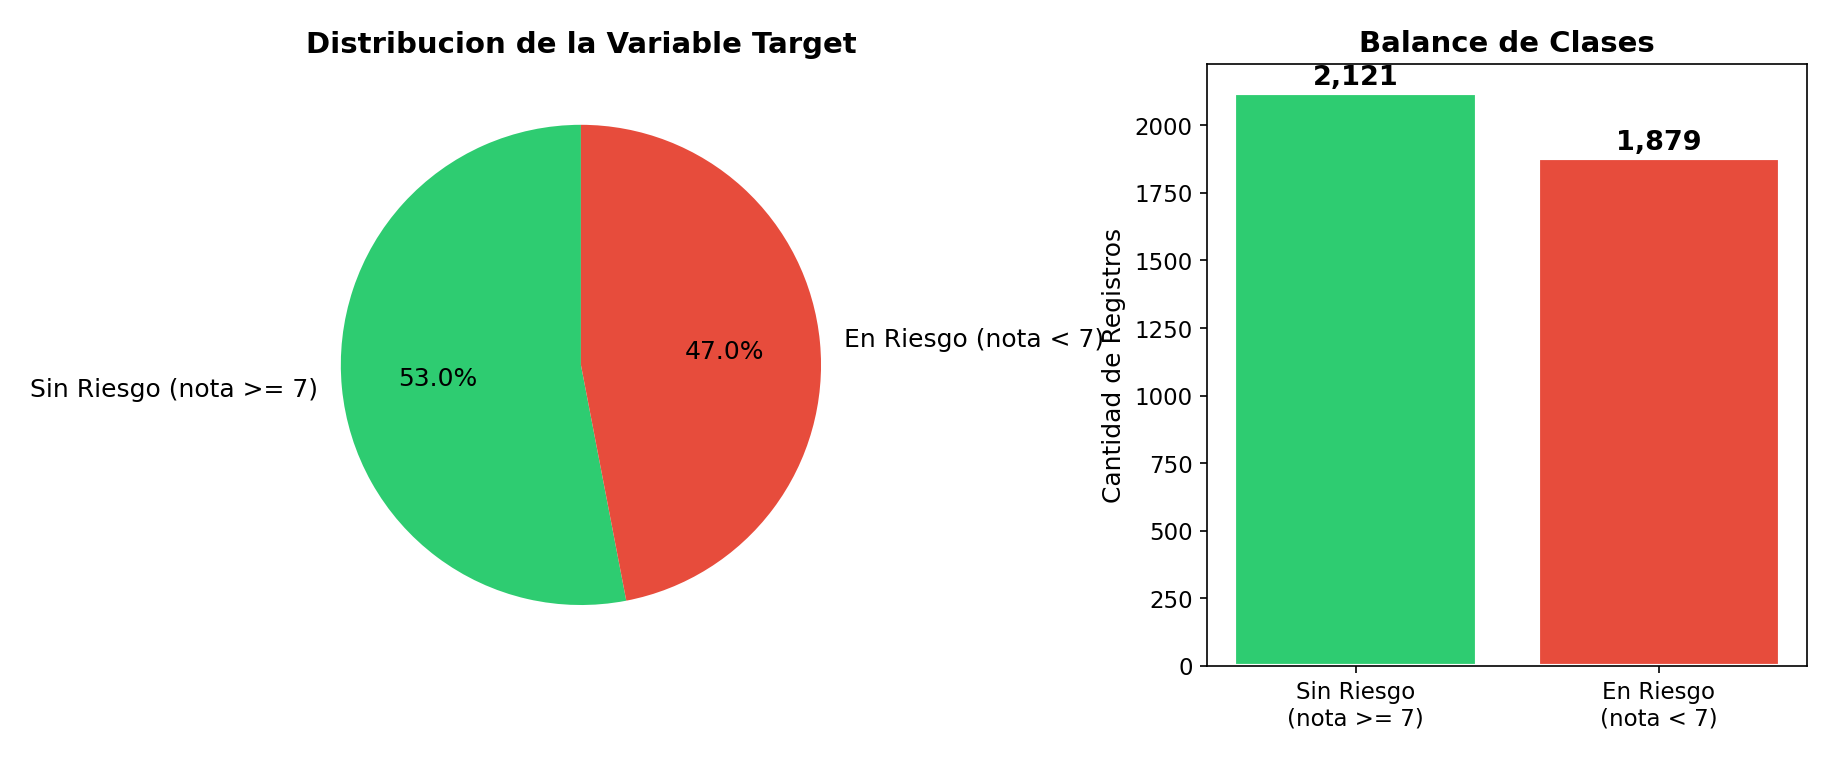 Distribucion de la Variable Target
Sin Riesgo (nota >= 7)
53.0%
47.0%
En Riesgo (nota < 7)
Balance de Clases
Cantidad de Registros
2000
1750
1500
1250
1000
750
500
250
0
2,121
1,879
Sin Riesgo
(nota >= 7)
En Riesgo
(nota < 7)